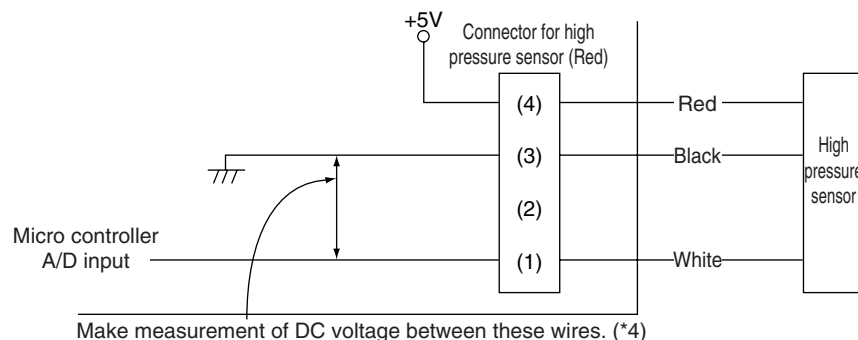 +5V
Connector for high
pressure sensor (Red)
(4)
Red
(3)
Black
High
pressure
sensor
(2)
Micro controller
A/D input
(1)
White
Make measurement of DC voltage between these wires. (*4)